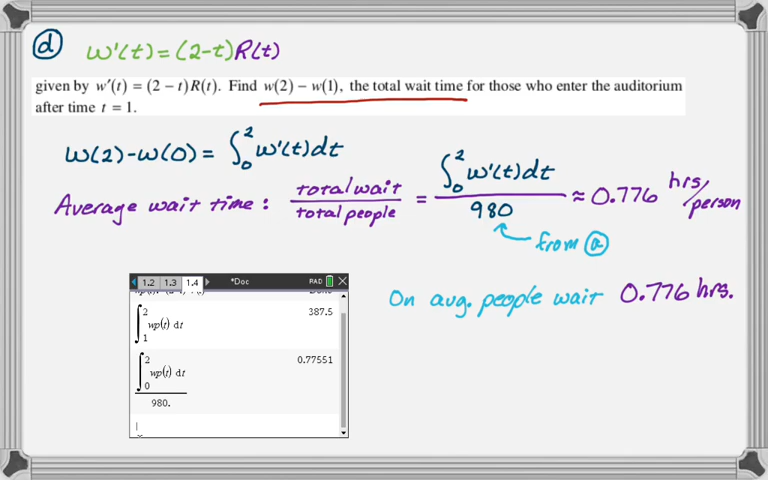 d w'(t) = (2-t)R(t)
given by w′(t) = (2 − t)R(t). Find w(2) − w(1), the total wait time for those who enter the auditorium
after time t = 1.
w(2)-w(0) = ∫₀² w'(t)dt
Average wait time: total wait / total people = ∫₀² w'(t)dt / 980 ≈ 0.776 hrs/person
from a
On avg. people wait 0.776 hrs.
1.2 1.3 1.4 *Doc RAD
∫₁² wp(t) dt 387.5
∫₀² wp(t) dt / 980. 0.77551